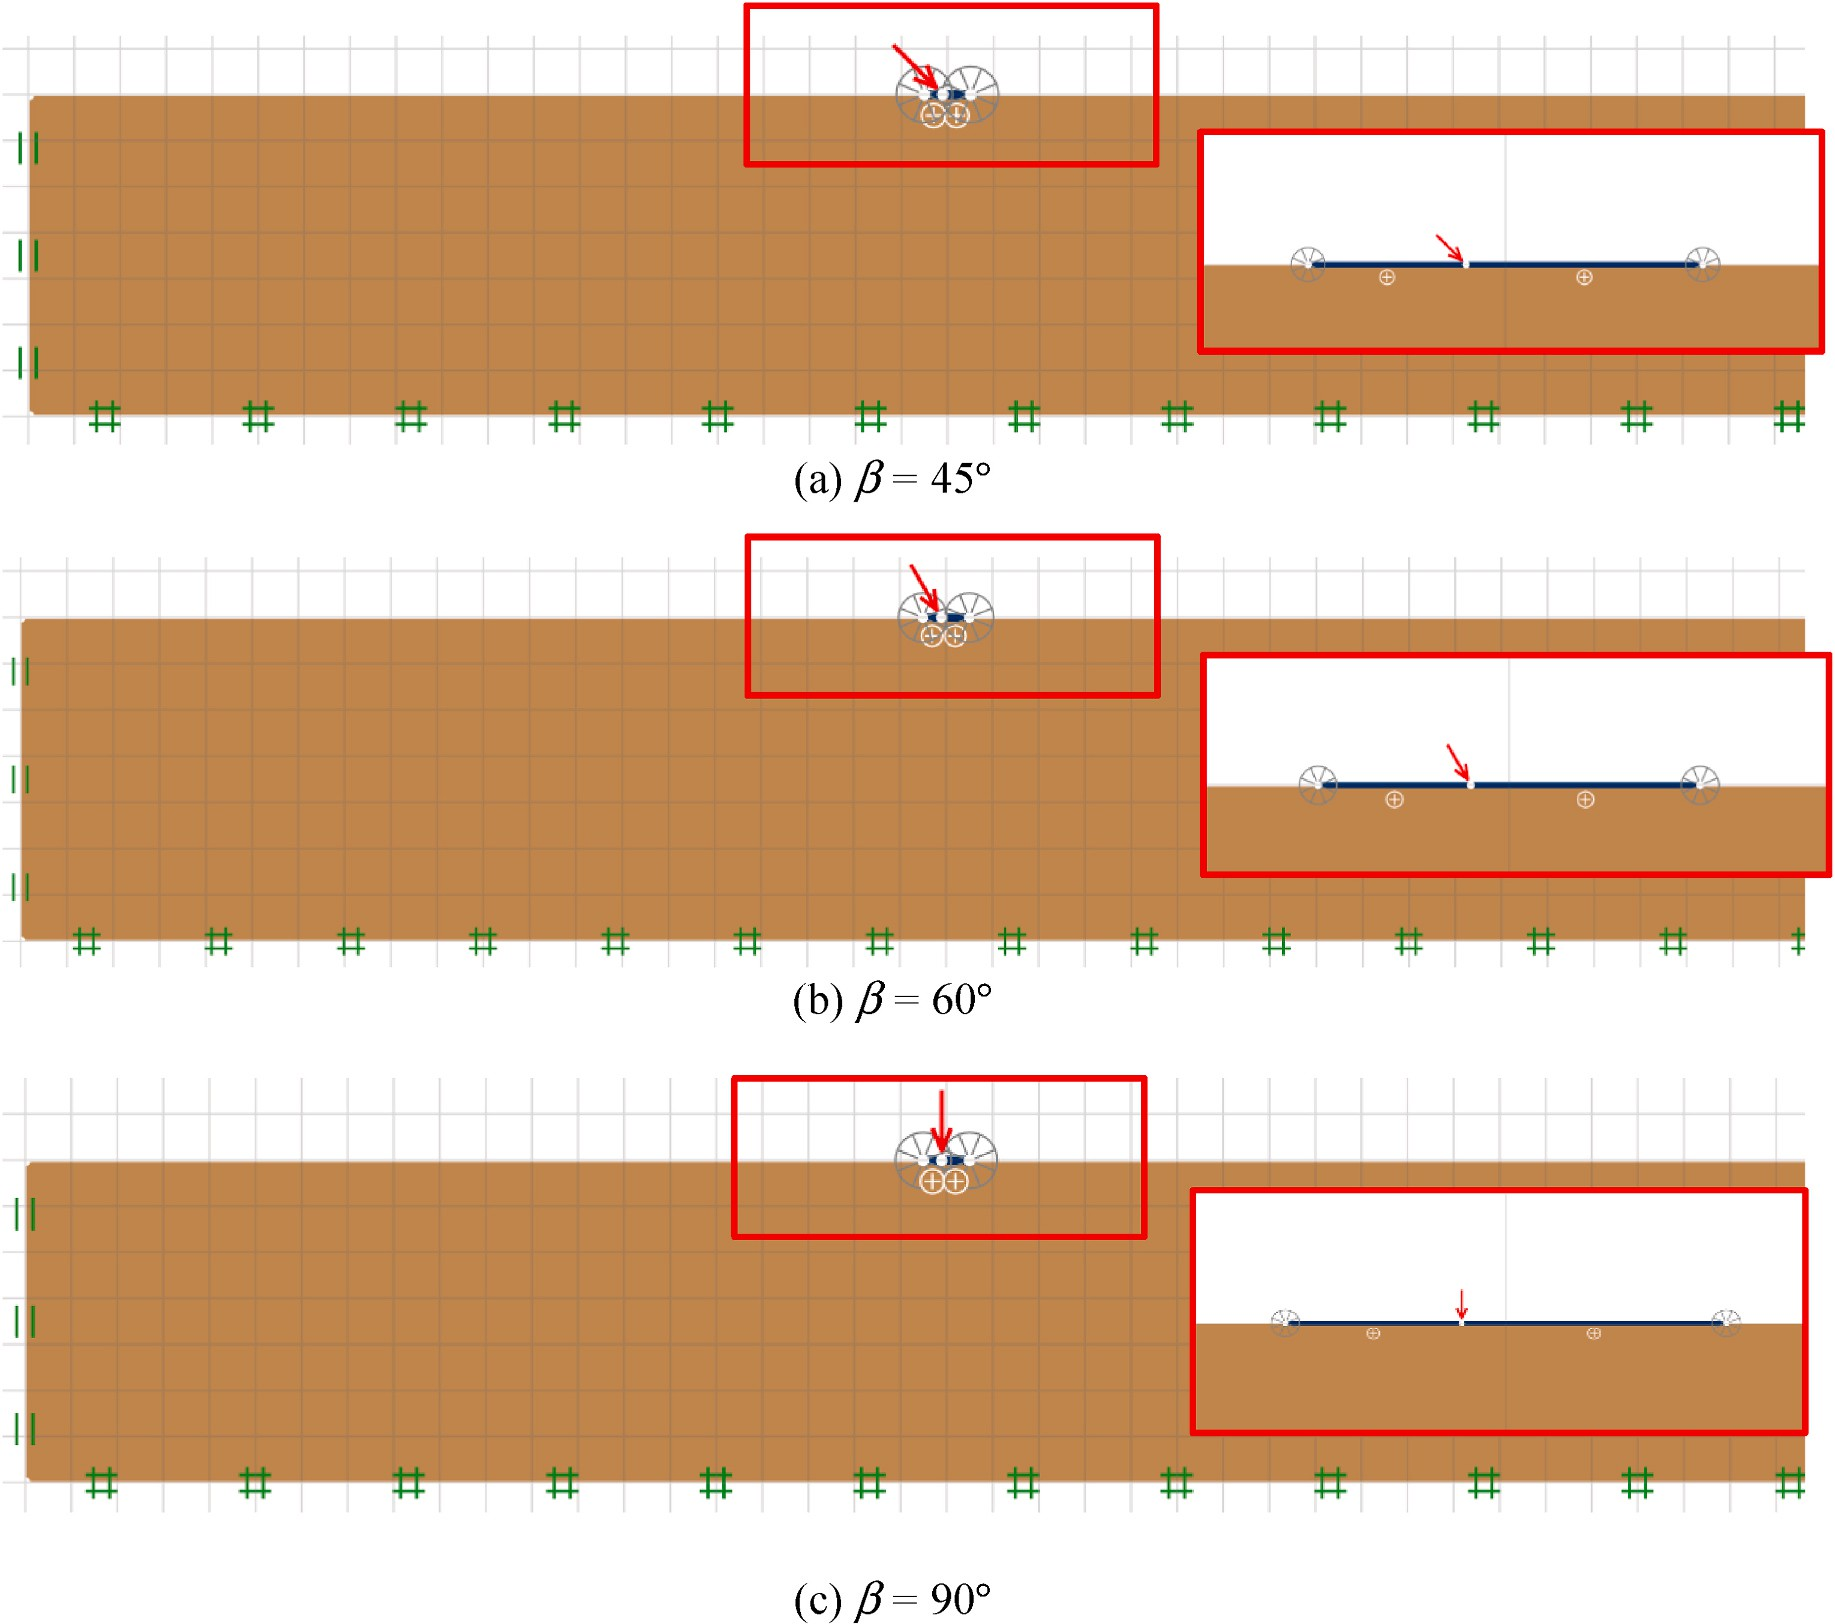 (a) β = 45°
(b) β = 60°
(c) β = 90°